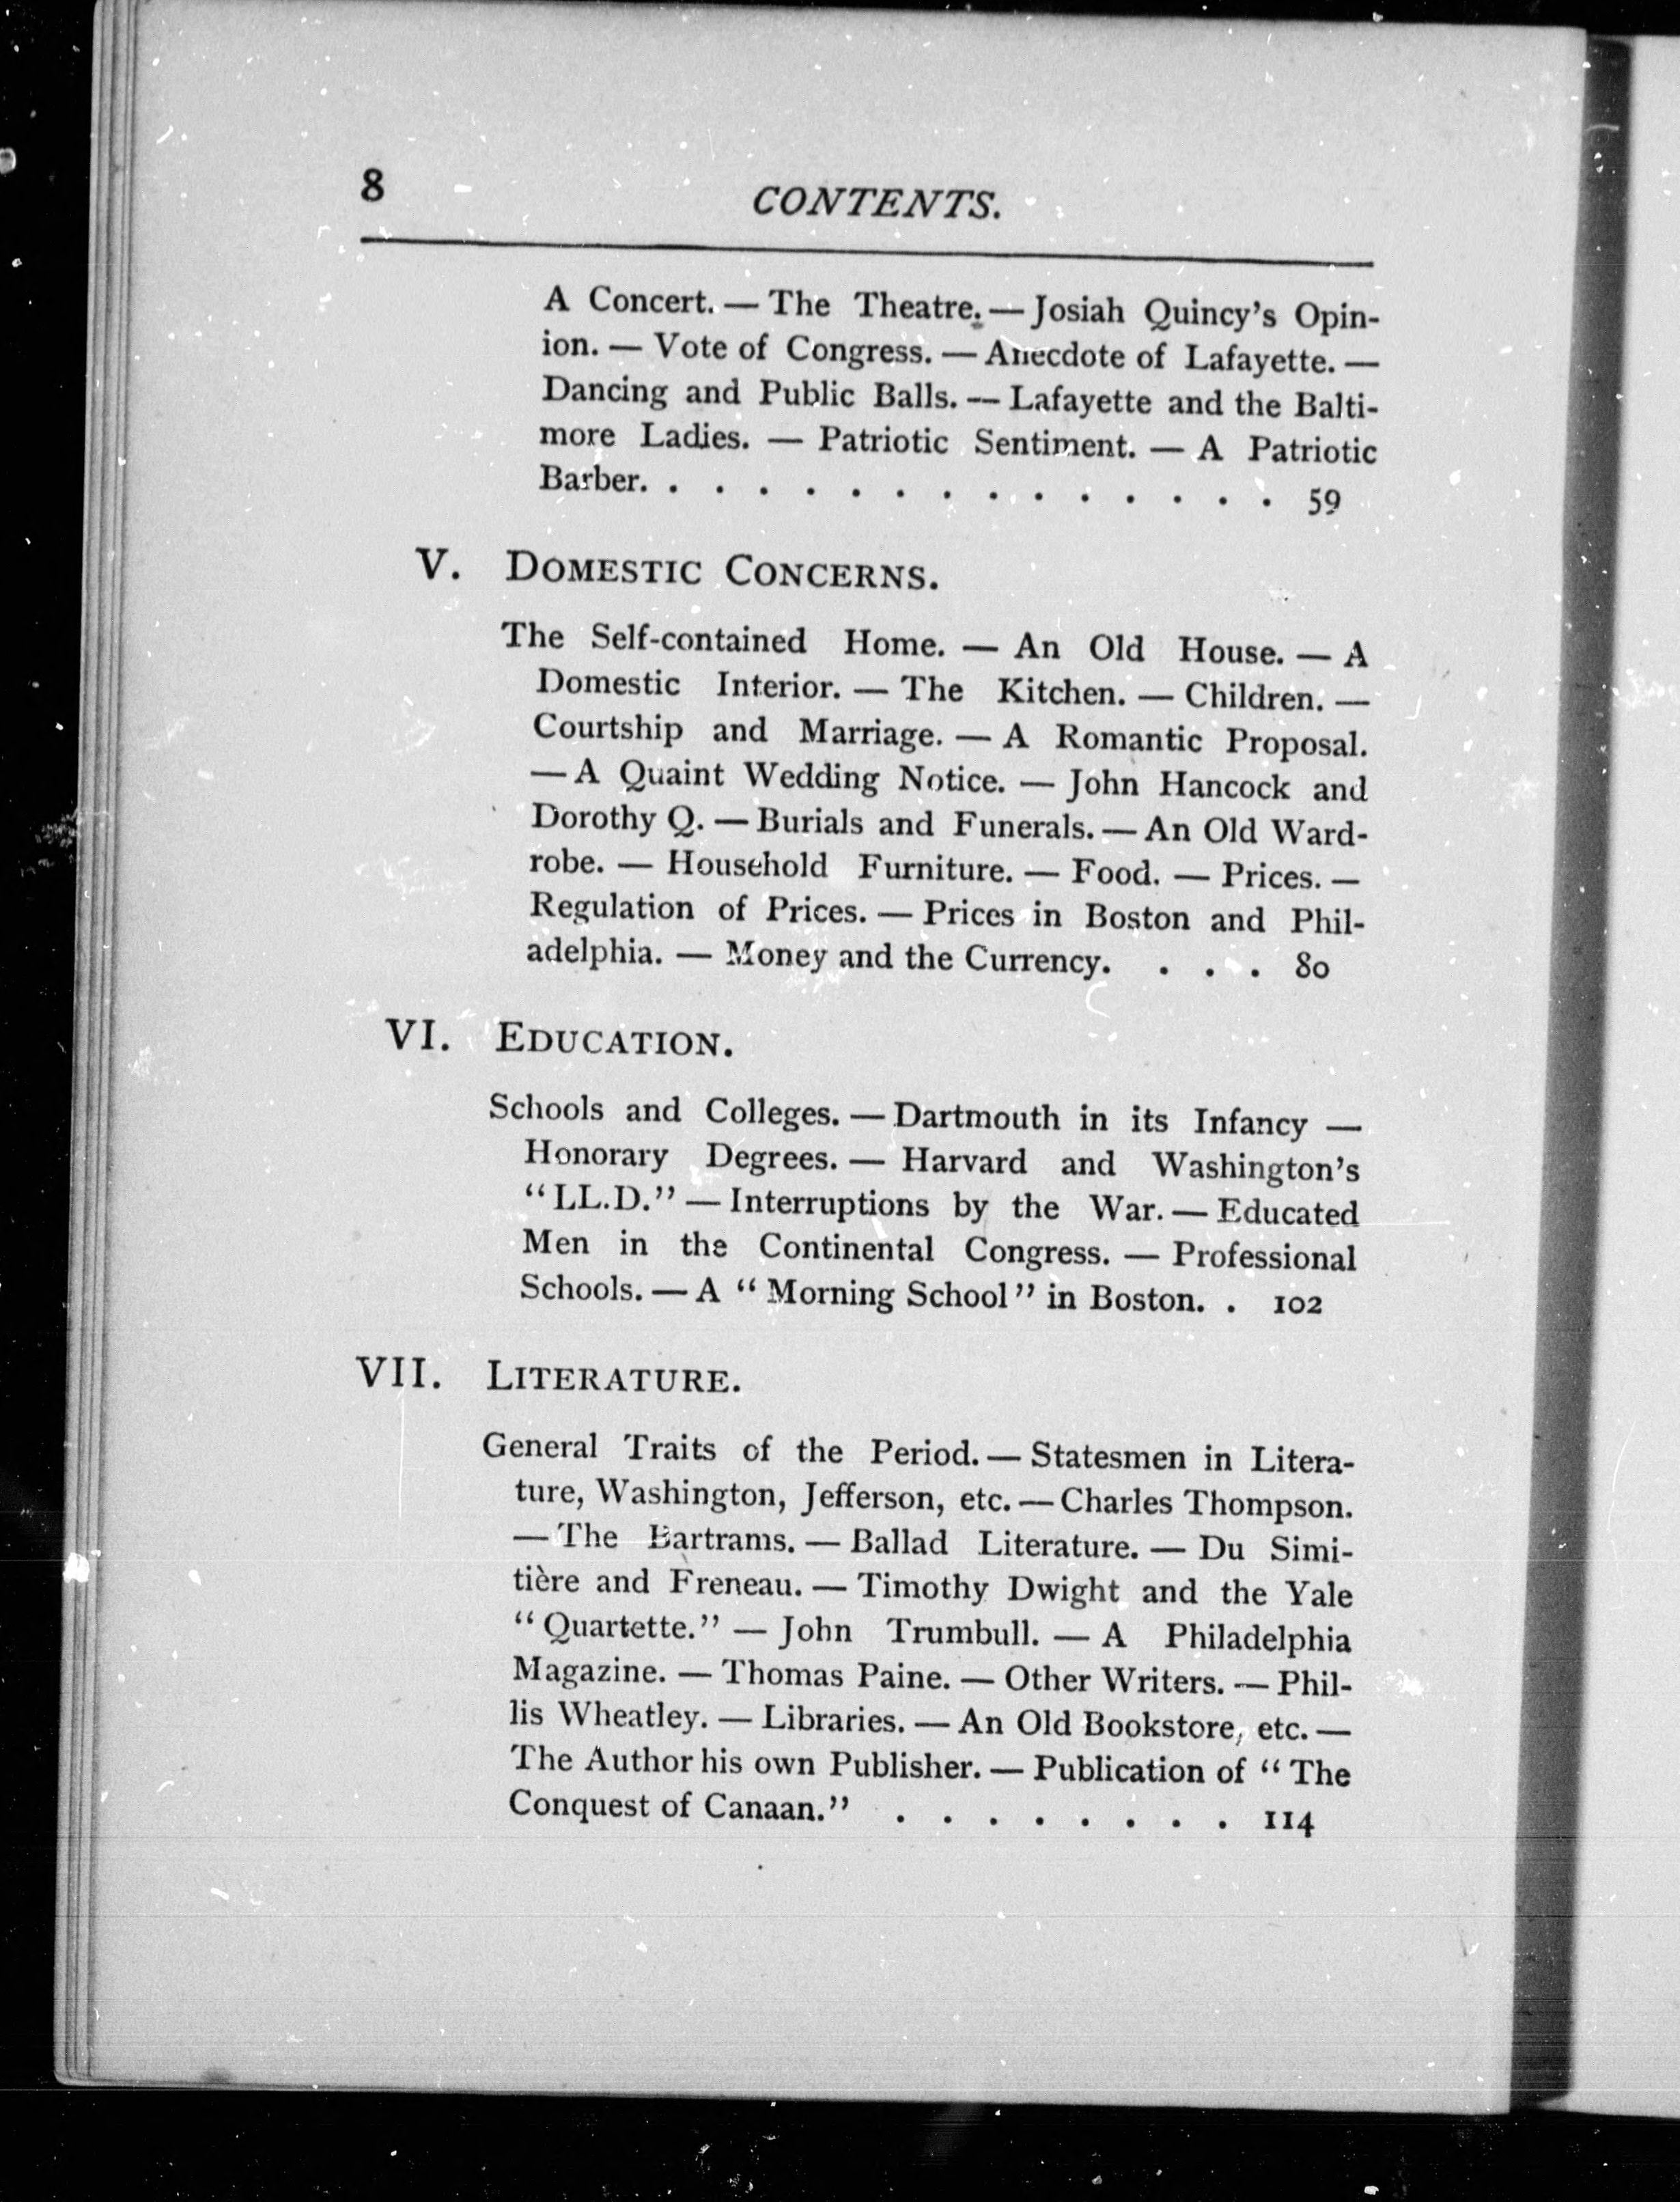 8
CONTENTS.
A Concert. — The Theatre. — Josiah Quincy's Opin-
ion. — Vote of Congress. — Anecdote of Lafayette. —
Dancing and Public Balls. — Lafayette and the Balti-
more Ladies. — Patriotic Sentiment. — A Patriotic
Barber. . . . . . . . . . . . . . . 59
V. DOMESTIC CONCERNS.
The Self-contained Home. — An Old House. — A
Domestic Interior. — The Kitchen. — Children. —
Courtship and Marriage. — A Romantic Proposal.
— A Quaint Wedding Notice. — John Hancock and
Dorothy Q. — Burials and Funerals. — An Old Ward-
robe. — Household Furniture. — Food. — Prices. —
Regulation of Prices. — Prices in Boston and Phil-
adelphia. — Money and the Currency. . . . 80
VI. EDUCATION.
Schools and Colleges. — Dartmouth in its Infancy —
Honorary Degrees. — Harvard and Washington's
“LL.D.” — Interruptions by the War. — Educated
Men in the Continental Congress. — Professional
Schools. — A “Morning School” in Boston. . 102
VII. LITERATURE.
General Traits of the Period. — Statesmen in Litera-
ture, Washington, Jefferson, etc. — Charles Thompson.
— The Bartrams. — Ballad Literature. — Du Simi-
tière and Freneau. — Timothy Dwight and the Yale
“Quartette.” — John Trumbull. — A Philadelphia
Magazine. — Thomas Paine. — Other Writers. — Phil-
lis Wheatley. — Libraries. — An Old Bookstore, etc. —
The Author his own Publisher. — Publication of “The
Conquest of Canaan.” . . . . . . . . 114